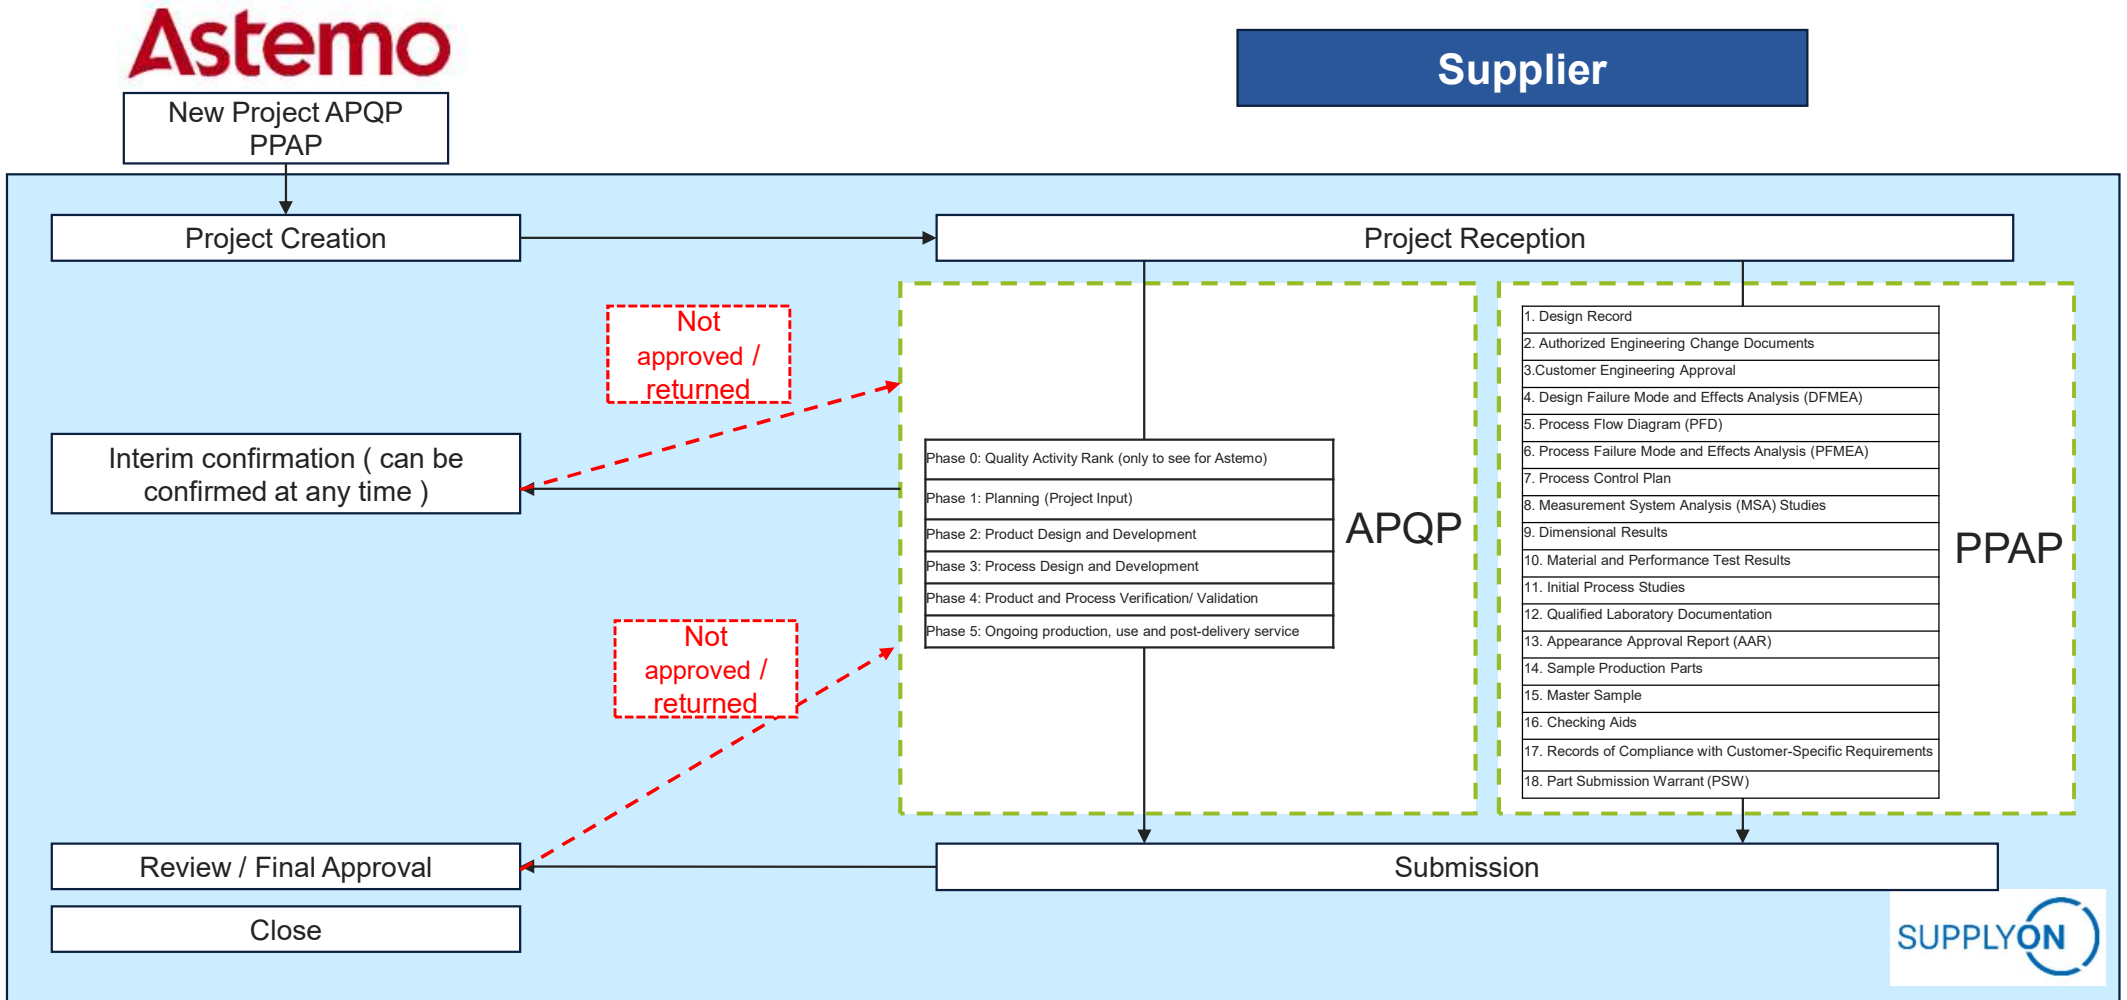 Astemo
Supplier
New Project APQP
PPAP
Project Creation
Project Reception
Not
approved /
returned
Interim confirmation ( can be
confirmed at any time )
Phase 0: Quality Activity Rank (only to see for Astemo)
Phase 1: Planning (Project Input)
Phase 2: Product Design and Development
Phase 3: Process Design and Development
Phase 4: Product and Process Verification/ Validation
Phase 5: Ongoing production, use and post-delivery service
APQP
1. Design Record
2. Authorized Engineering Change Documents
3.Customer Engineering Approval
4. Design Failure Mode and Effects Analysis (DFMEA)
5. Process Flow Diagram (PFD)
6. Process Failure Mode and Effects Analysis (PFMEA)
7. Process Control Plan
8. Measurement System Analysis (MSA) Studies
9. Dimensional Results
10. Material and Performance Test Results
11. Initial Process Studies
12. Qualified Laboratory Documentation
13. Appearance Approval Report (AAR)
14. Sample Production Parts
15. Master Sample
16. Checking Aids
17. Records of Compliance with Customer-Specific Requirements
18. Part Submission Warrant (PSW)
PPAP
Not
approved /
returned
Review / Final Approval
Submission
Close
SUPPLYON